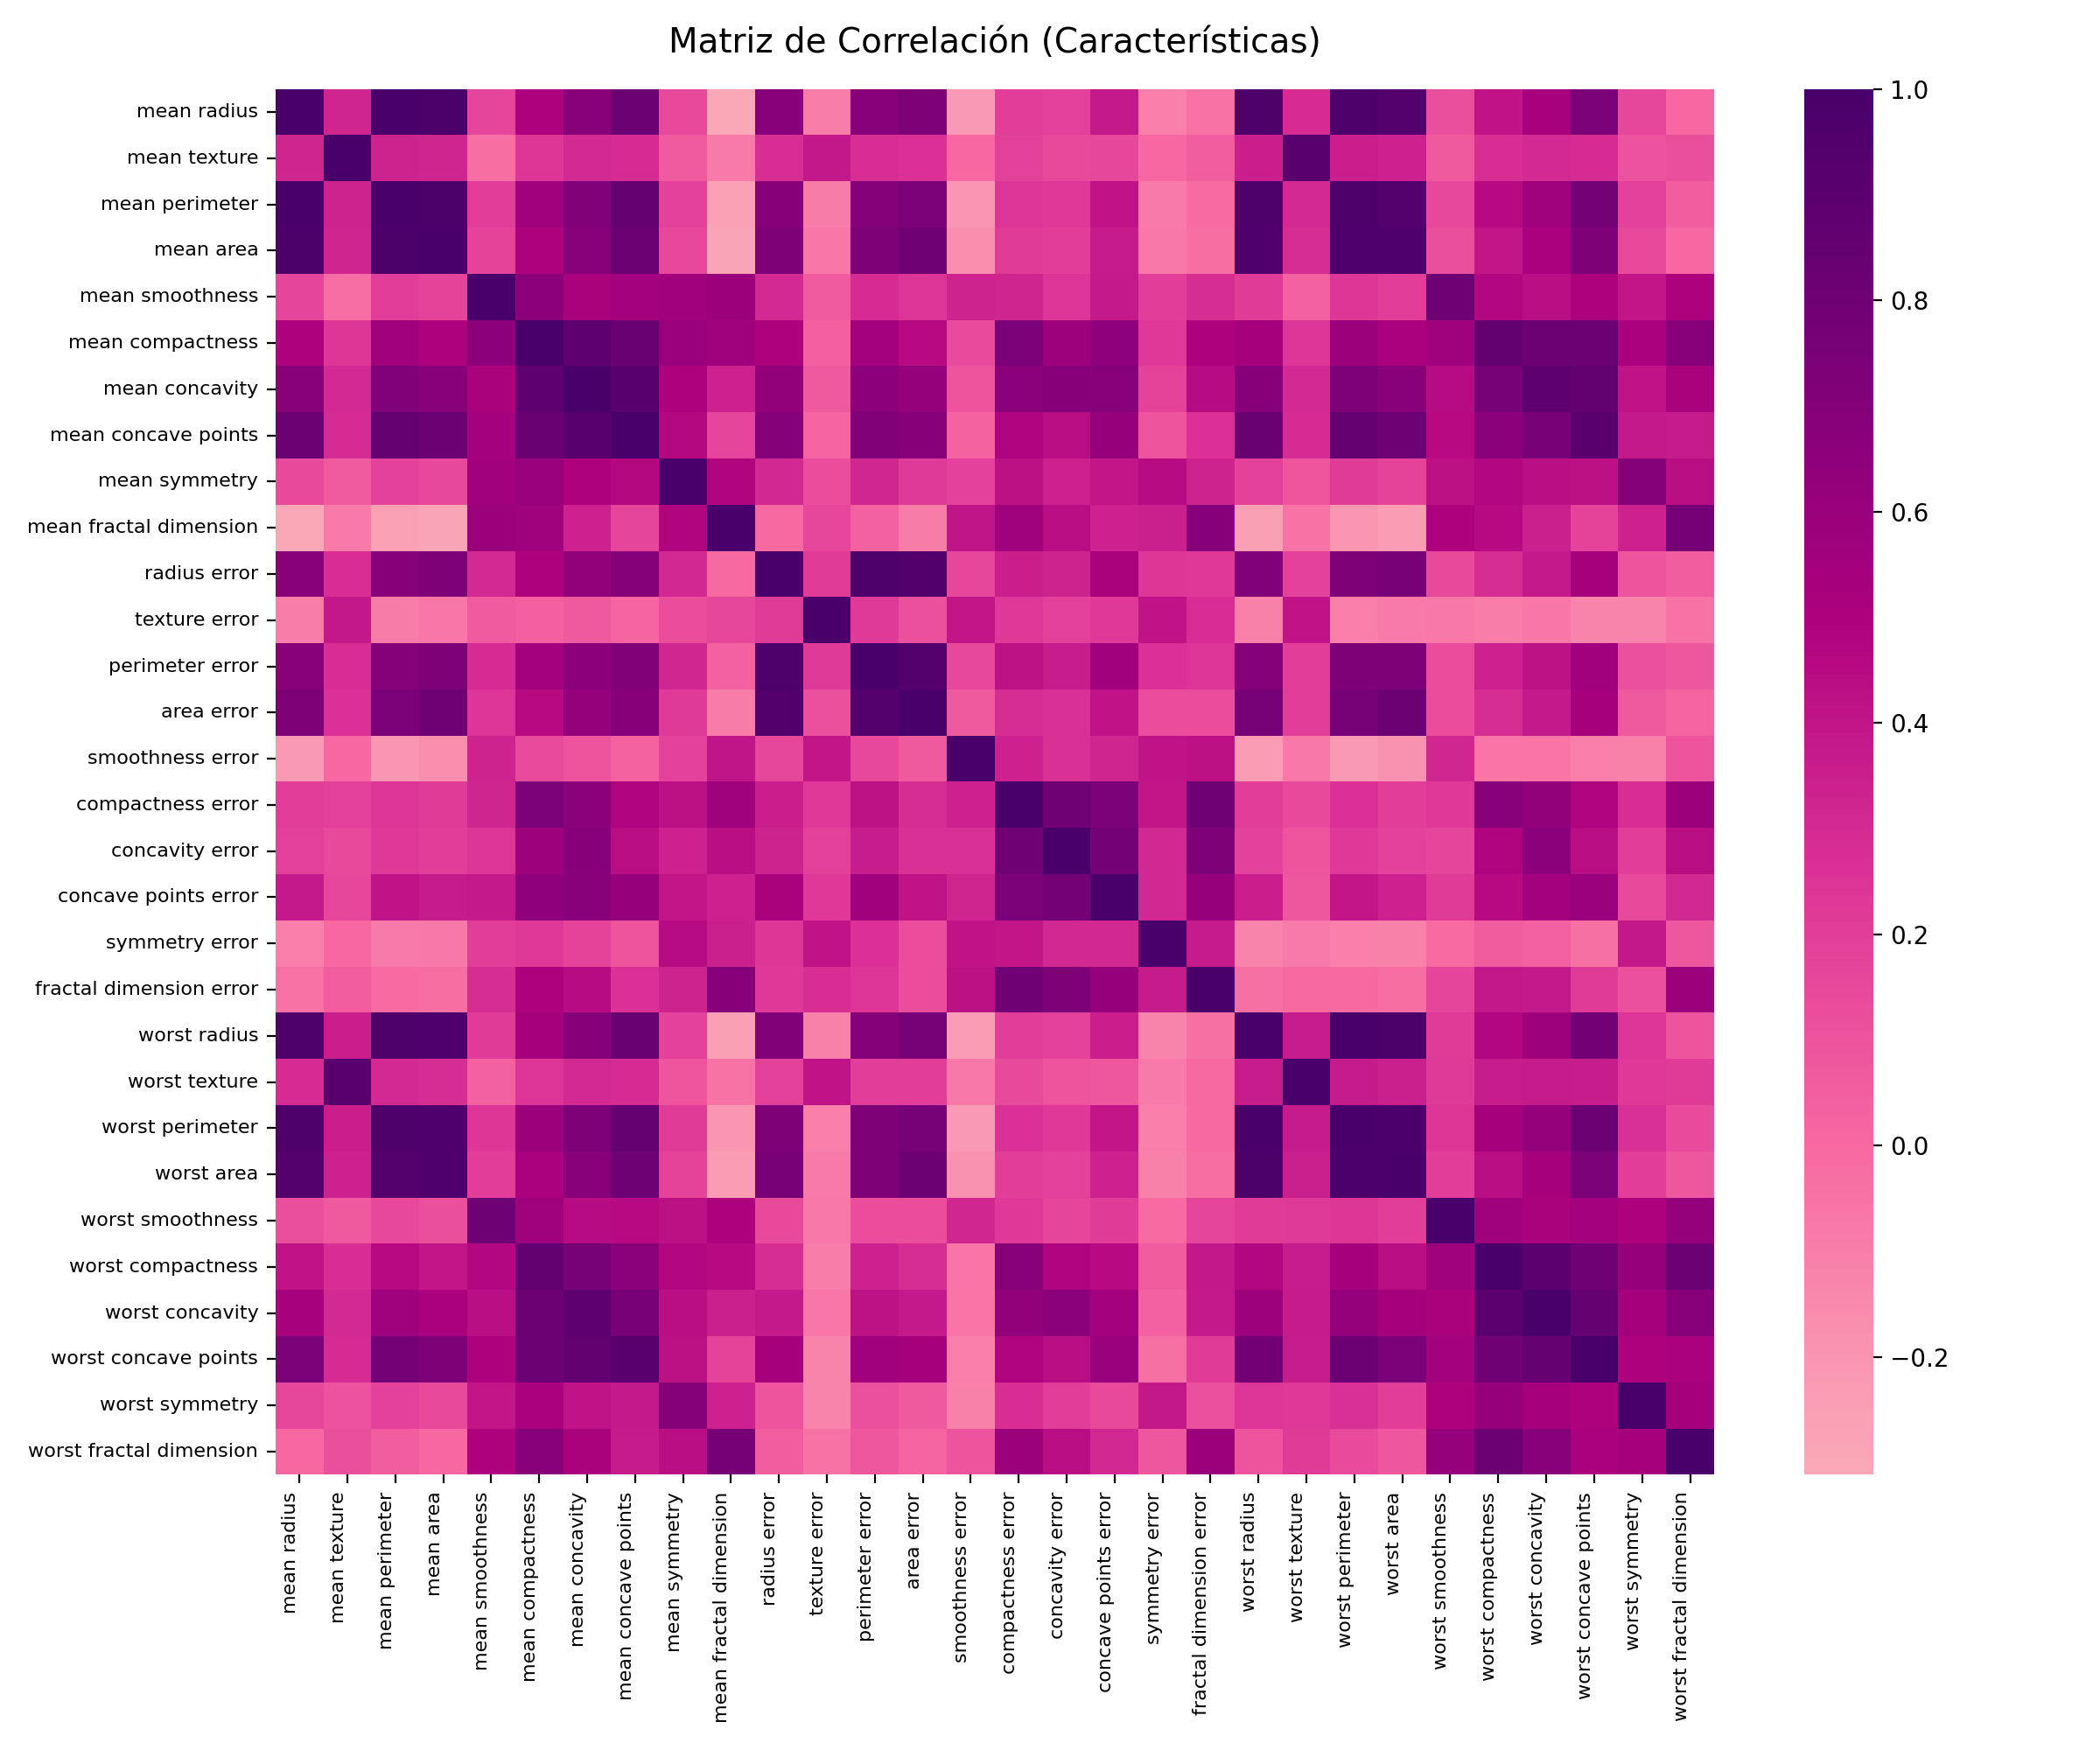 Matriz de Correlación (Características)
mean radius
mean texture
mean perimeter
mean area
mean smoothness
mean compactness
mean concavity
mean concave points
mean symmetry
mean fractal dimension
radius error
texture error
perimeter error
area error
smoothness error
compactness error
concavity error
concave points error
symmetry error
fractal dimension error
worst radius
worst texture
worst perimeter
worst area
worst smoothness
worst compactness
worst concavity
worst concave points
worst symmetry
worst fractal dimension
mean radius
mean texture
mean perimeter
mean area
mean smoothness
mean compactness
mean concavity
mean concave points
mean symmetry
mean fractal dimension
radius error
texture error
perimeter error
area error
smoothness error
compactness error
concavity error
concave points error
symmetry error
fractal dimension error
worst radius
worst texture
worst perimeter
worst area
worst smoothness
worst compactness
worst concavity
worst concave points
worst symmetry
worst fractal dimension
1.0
0.8
0.6
0.4
0.2
0.0
−0.2